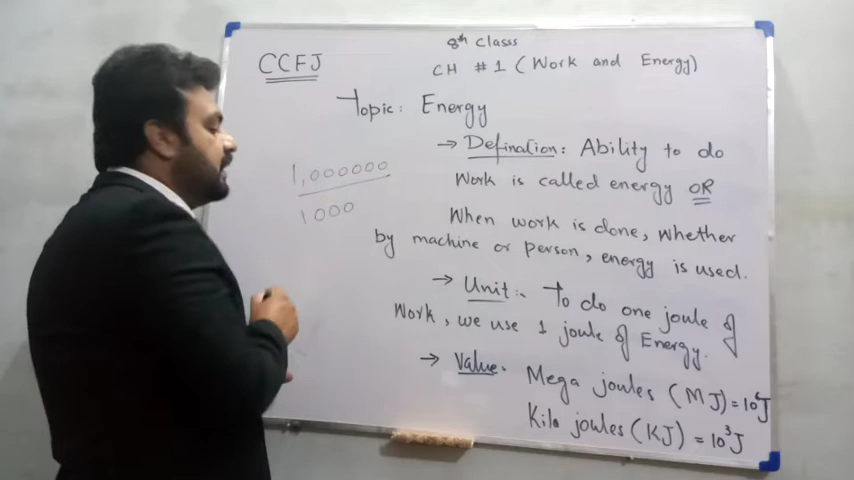 8th Classs
CCFJ
CH # 1 (Work and Energy)
Topic: Energy
→ Defination: Ability to do
Work is called energy OR
1,000000
1000
When work is done, whether
by machine or person, energy is used.
→ Unit:- To do one joule of
Work, we use 1 joule of Energy.
→ Value:
Mega joules (MJ) = 10⁶J
Kilo joules (KJ) = 10³J